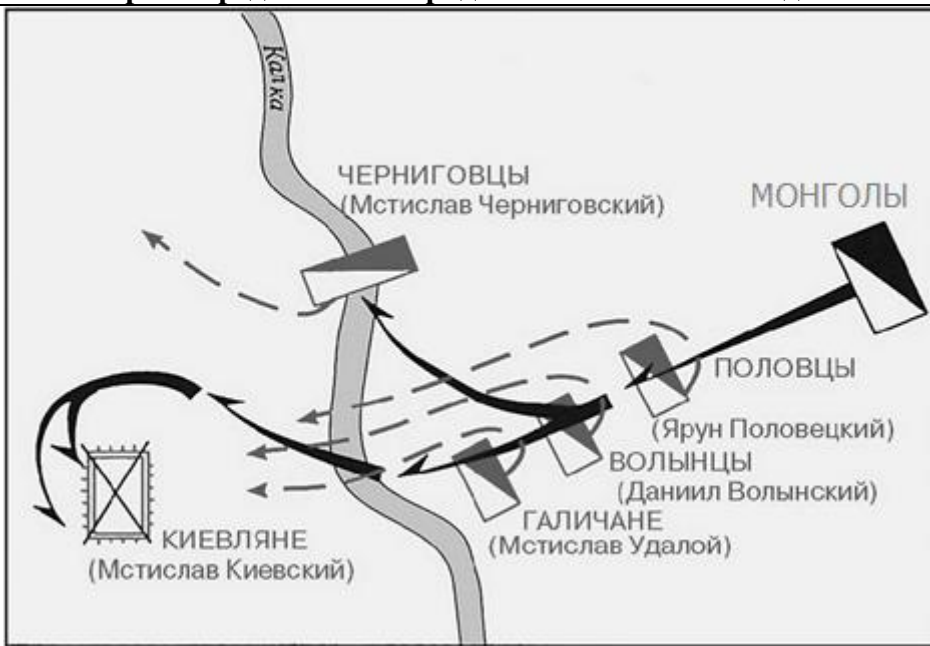 Калка
ЧЕРНИГОВЦЫ
(Мстислав Черниговский)
МОНГОЛЫ
ПОЛОВЦЫ
(Ярун Половецкий)
ВОЛЫНЦЫ
(Даниил Волынский)
ГАЛИЧАНЕ
(Мстислав Удалой)
КИЕВЛЯНЕ
(Мстислав Киевский)